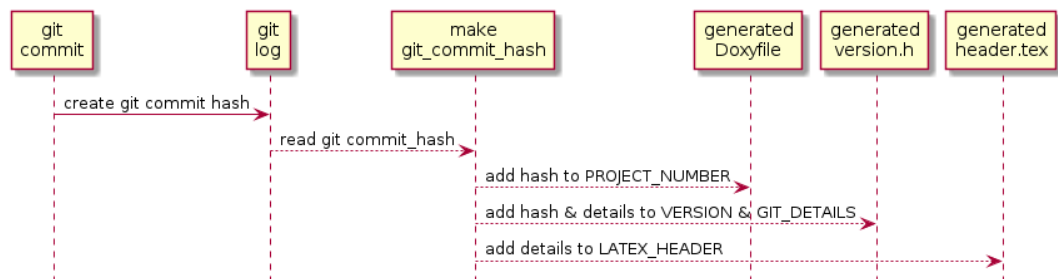 git
commit
git
log
make
git_commit_hash
generated
Doxyfile
generated
version.h
generated
header.tex
create git commit hash
read git commit_hash
add hash to PROJECT_NUMBER
add hash & details to VERSION & GIT_DETAILS
add details to LATEX_HEADER